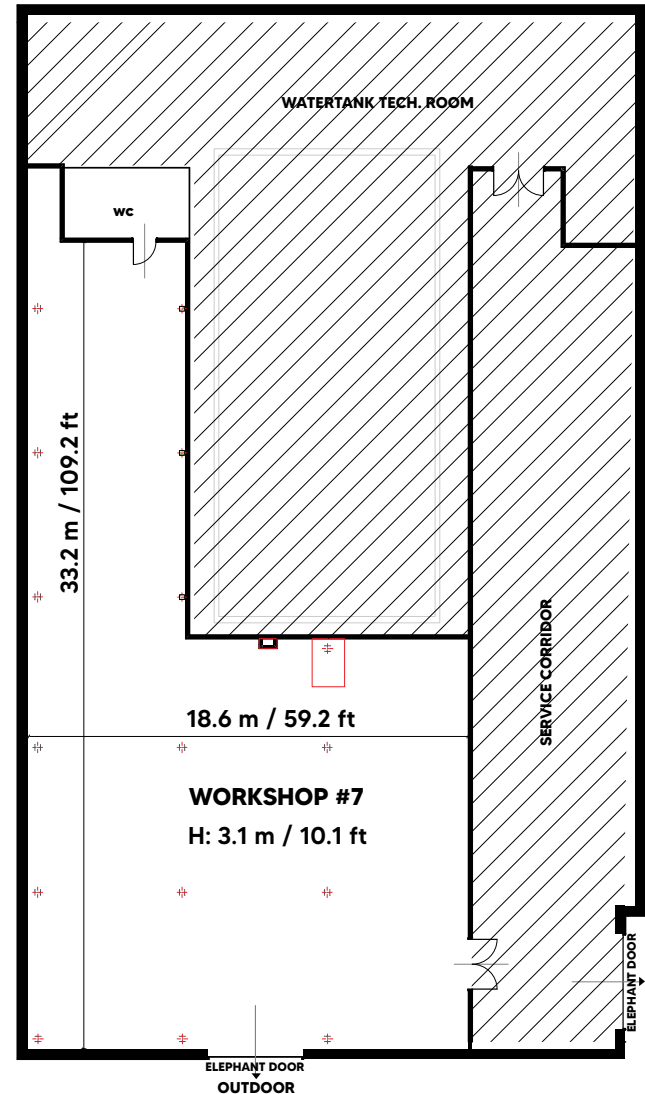 WATERTANK TECH. ROOM
WC
33.2 m / 109.2 ft
SERVICE CORRIDOR
18.6 m / 59.2 ft
WORKSHOP #7
H: 3.1 m / 10.1 ft
ELEPHANT DOOR
ELEPHANT DOOR
OUTDOOR